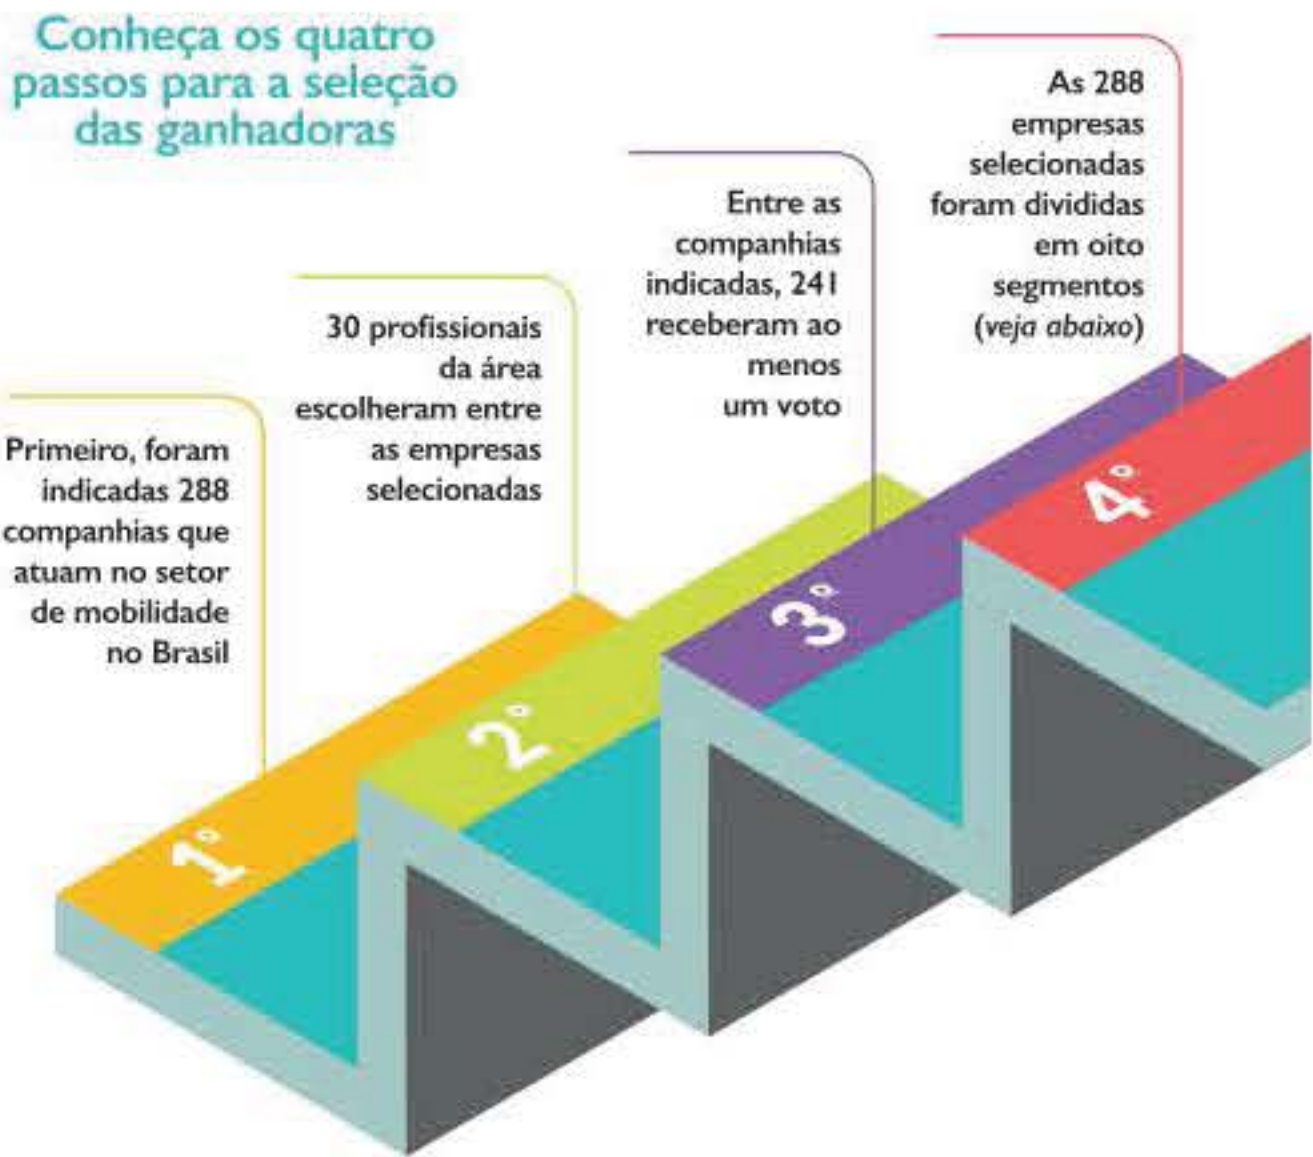 Conheça os quatro
passos para a seleção
das ganhadoras
Primeiro, foram
indicadas 288
companhias que
atuam no setor
de mobilidade
no Brasil
30 profissionais
da área
escolheram entre
as empresas
selecionadas
Entre as
companhias
indicadas, 241
receberam ao
menos
um voto
As 288
empresas
selecionadas
foram divididas
em oito
segmentos
(veja abaixo)
1º
2º
3º
4º